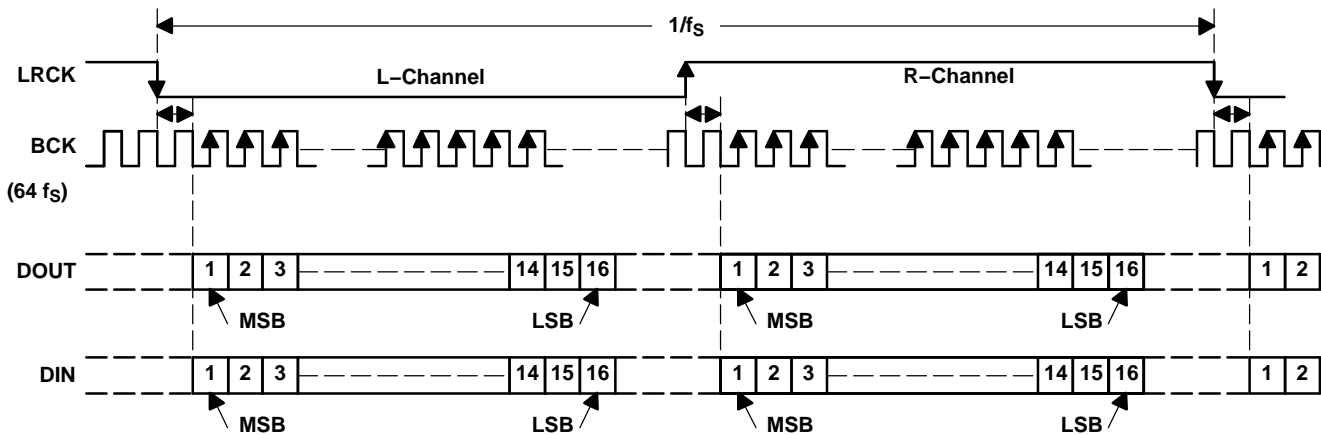 1/fS
LRCK
L−Channel
R−Channel
BCK
(64 fS)
DOUT
1 2 3 14 15 16 1 2 3 14 15 16 1 2
MSB LSB MSB LSB
DIN
1 2 3 14 15 16 1 2 3 14 15 16 1 2
MSB LSB MSB LSB